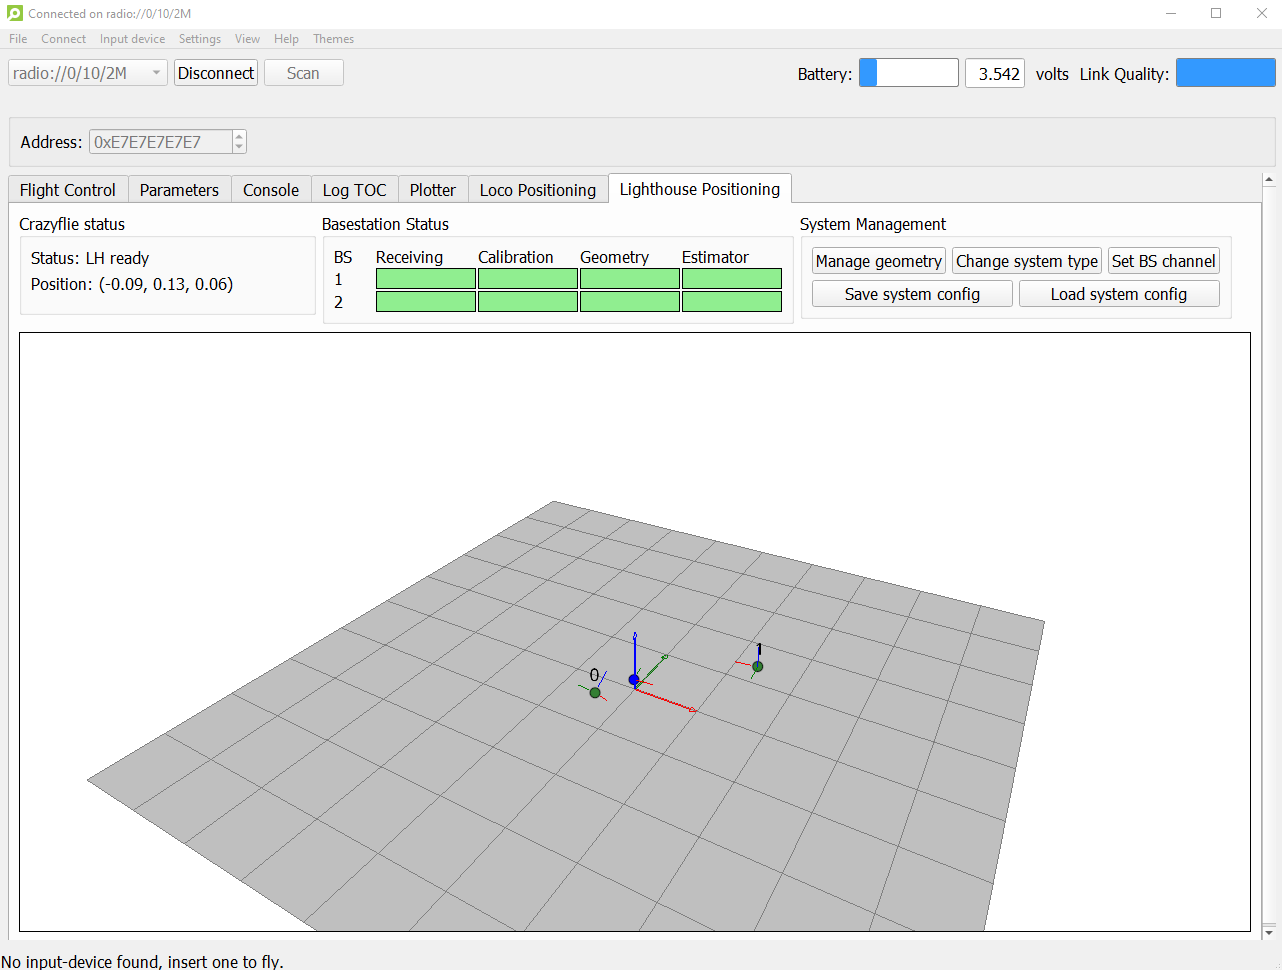 Connected on radio://0/10/2M
File Connect Input device Settings View Help Themes
radio://0/10/2M Disconnect Scan Battery: 3.542 volts Link Quality:
Address: 0xE7E7E7E7E7
Flight Control Parameters Console Log TOC Plotter Loco Positioning Lighthouse Positioning
Crazyflie status Basestation Status System Management
Status: LH ready
Position: (-0.09, 0.13, 0.06)
BS Receiving Calibration Geometry Estimator
1
2
Manage geometry Change system type Set BS channel
Save system config Load system config
1
0
No input-device found, insert one to fly.